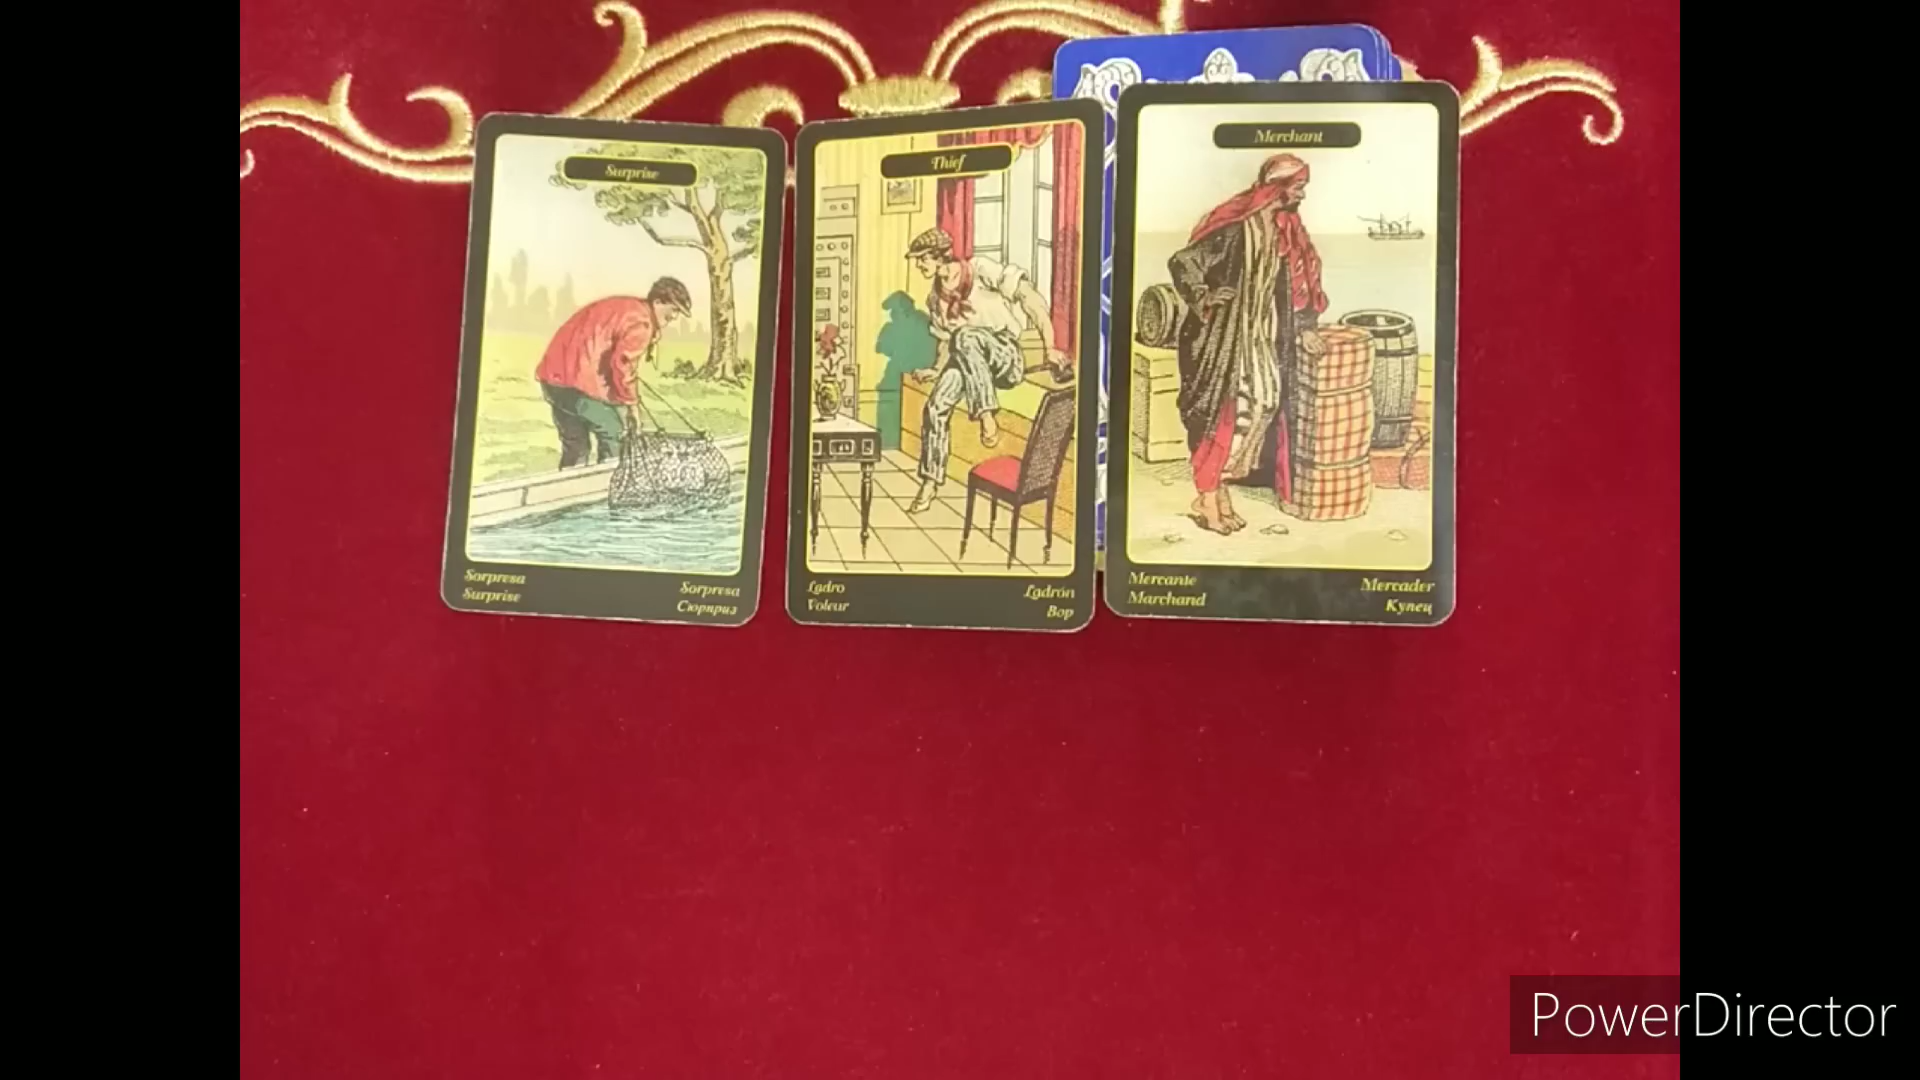 Surprise
Sorpresa
Surprise
Sorpresa
Сюрприз
Thief
Ladro
Voleur
Ladrón
Вор
Merchant
Mercante
Marchand
Mercader
Купец
PowerDirector